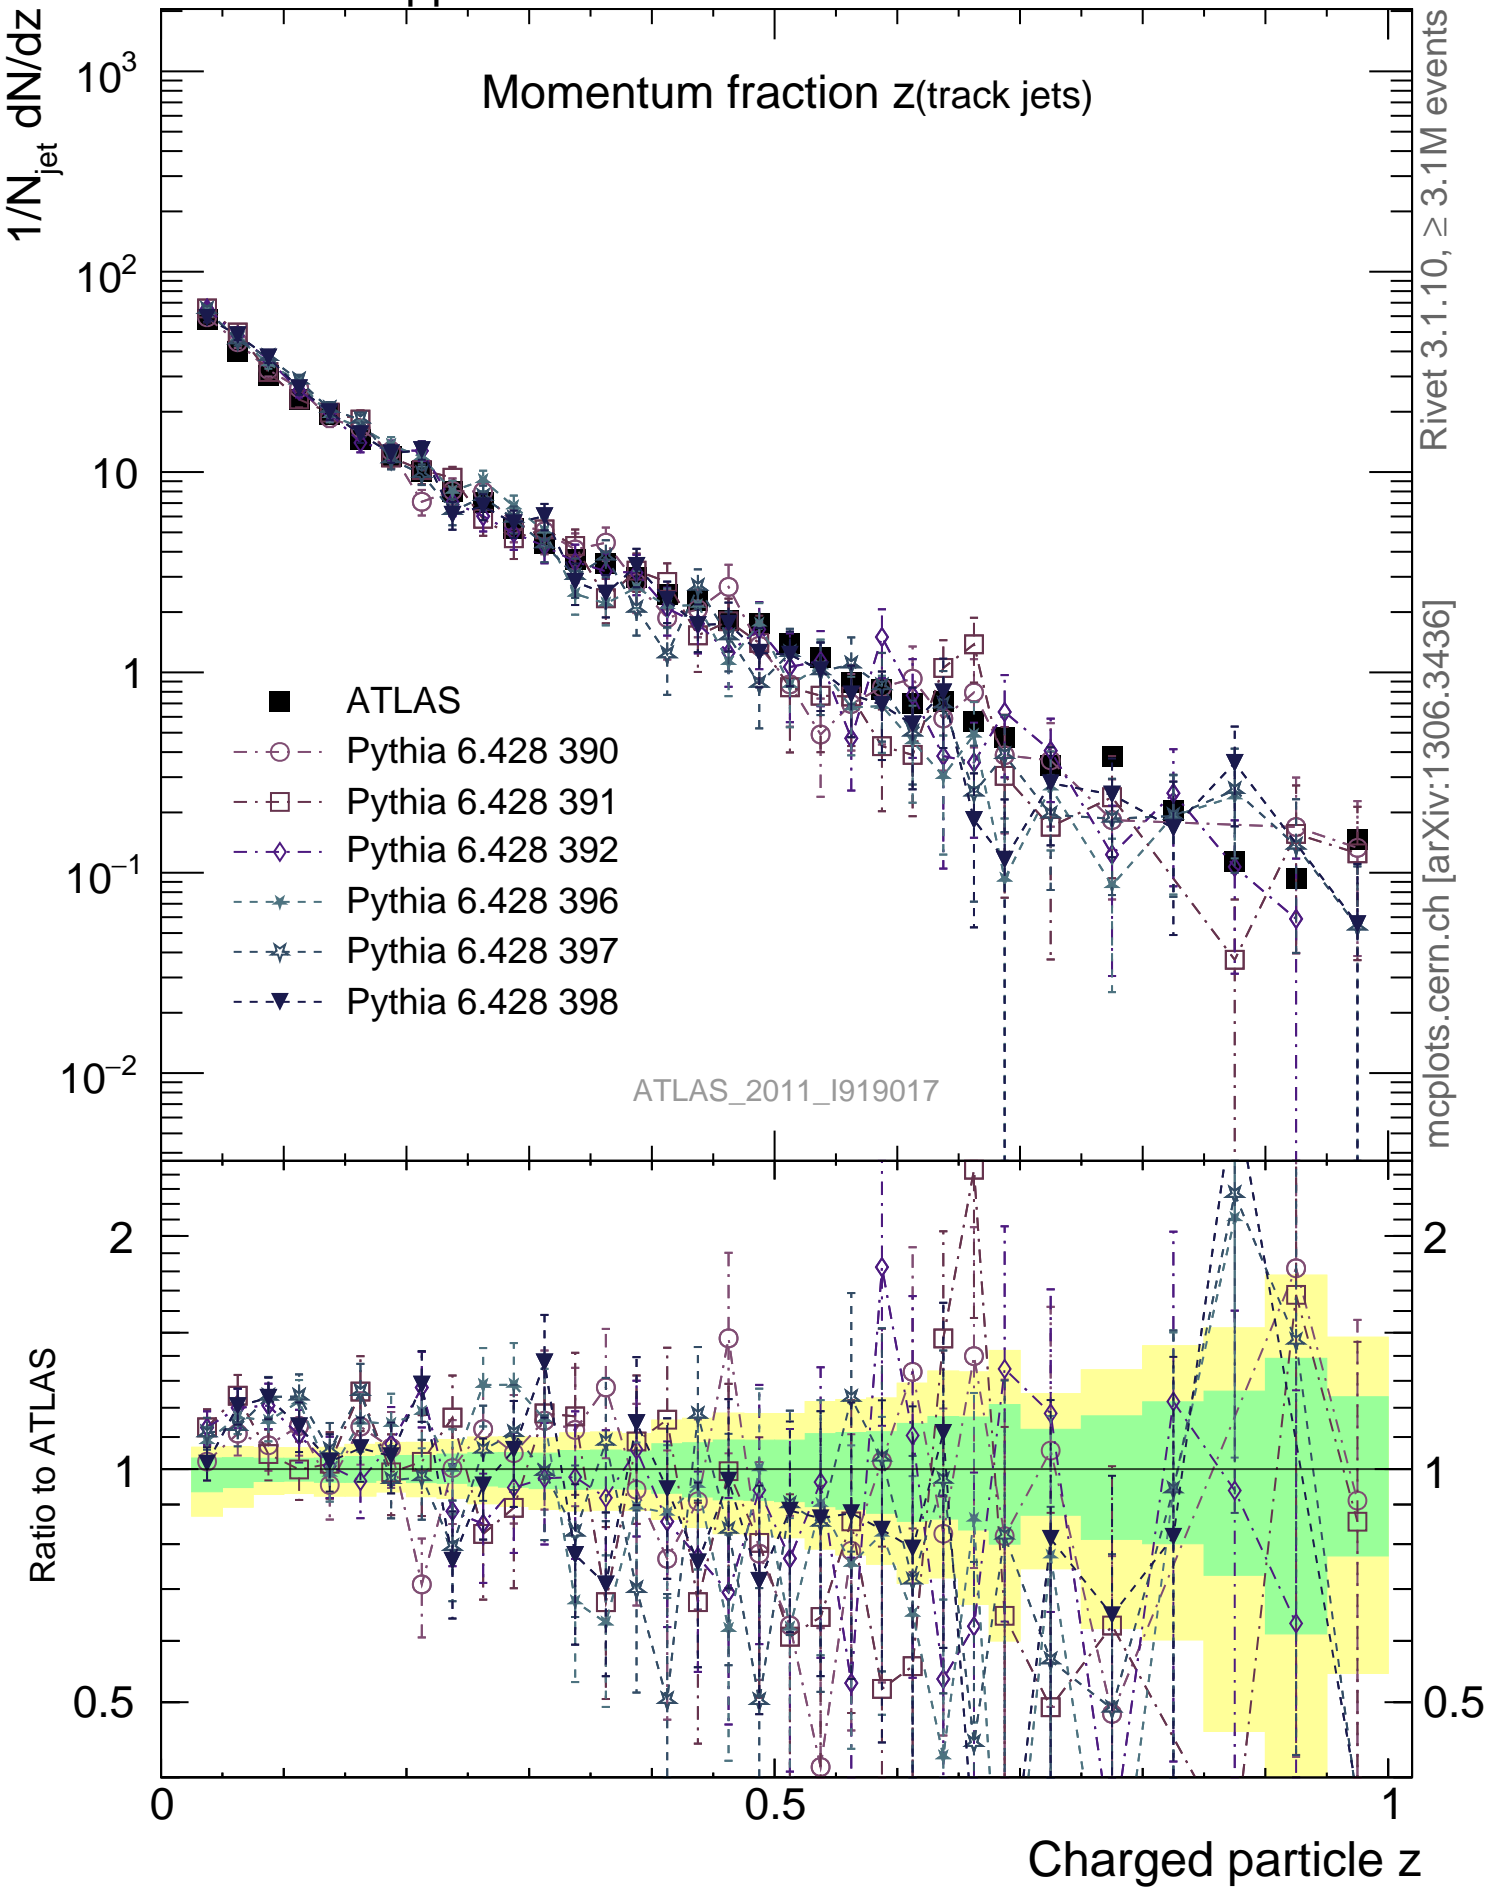 1/N_jet dN/dz
Momentum fraction z(track jets)
10^3
10^2
10
1
10^−1
10^−2
ATLAS
Pythia 6.428 390
Pythia 6.428 391
Pythia 6.428 392
Pythia 6.428 396
Pythia 6.428 397
Pythia 6.428 398
ATLAS_2011_I919017
Rivet 3.1.10, ≥ 3.1M events
mcplots.cern.ch [arXiv:1306.3436]
Ratio to ATLAS
2
1
0.5
2
1
0.5
0
0.5
1
Charged particle z